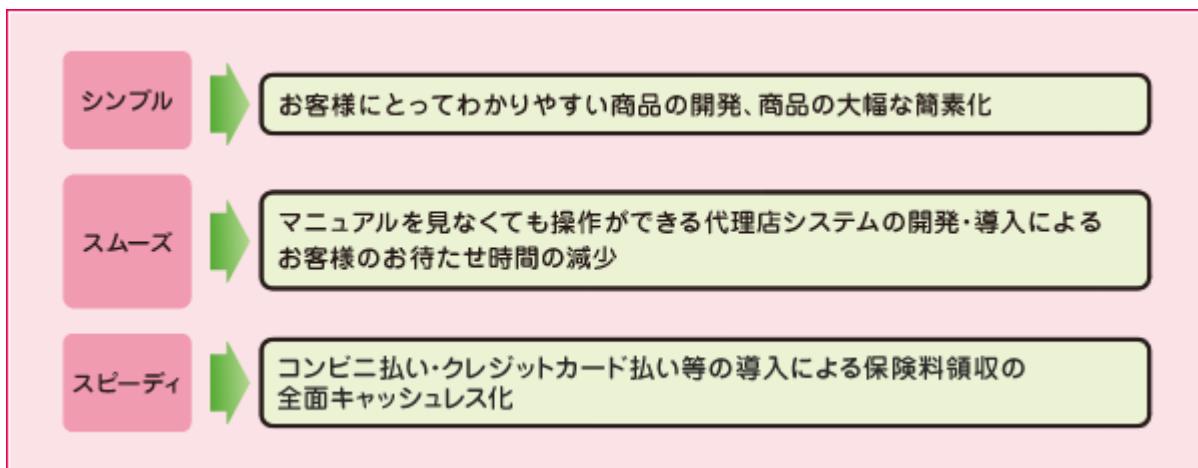 シンプル
お客様にとってわかりやすい商品の開発、商品の大幅な簡素化
スムーズ
マニュアルを見なくても操作ができる代理店システムの開発・導入による
お客様のお待たせ時間の減少
スピーディ
コンビニ払い・クレジットカード払い等の導入による保険料領収の
全面キャッシュレス化